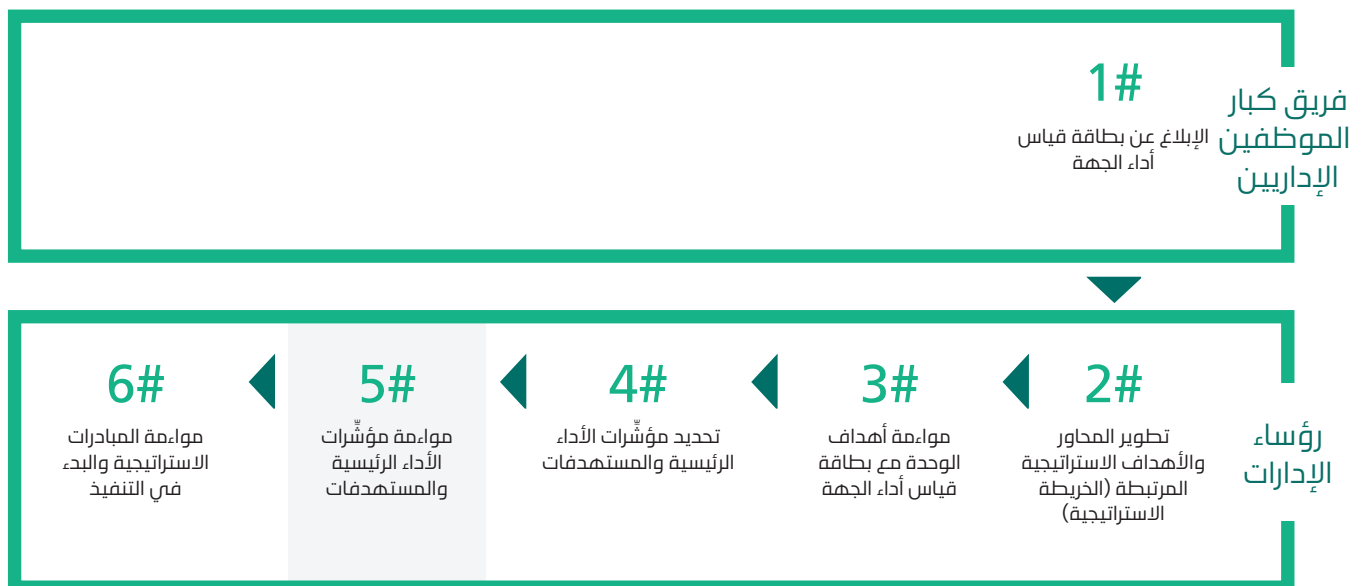 فريق كبار
الموظفين
الإداريين
1#
الإبلاغ عن بطاقة قياس
أداء الجهة
رؤساء
الإدارات
2#
تطوير المحاور
والأهداف الاستراتيجية
المرتبطة (الخريطة
الاستراتيجية)
3#
مواءمة أهداف
الوحدة مع بطاقة
قياس أداء الجهة
4#
تحديد مؤشّرات الأداء
الرئيسية والمستهدفات
5#
مواءمة مؤشّرات
الأداء الرئيسية
والمستهدفات
6#
مواءمة المبادرات
الاستراتيجية والبدء
في التنفيذ